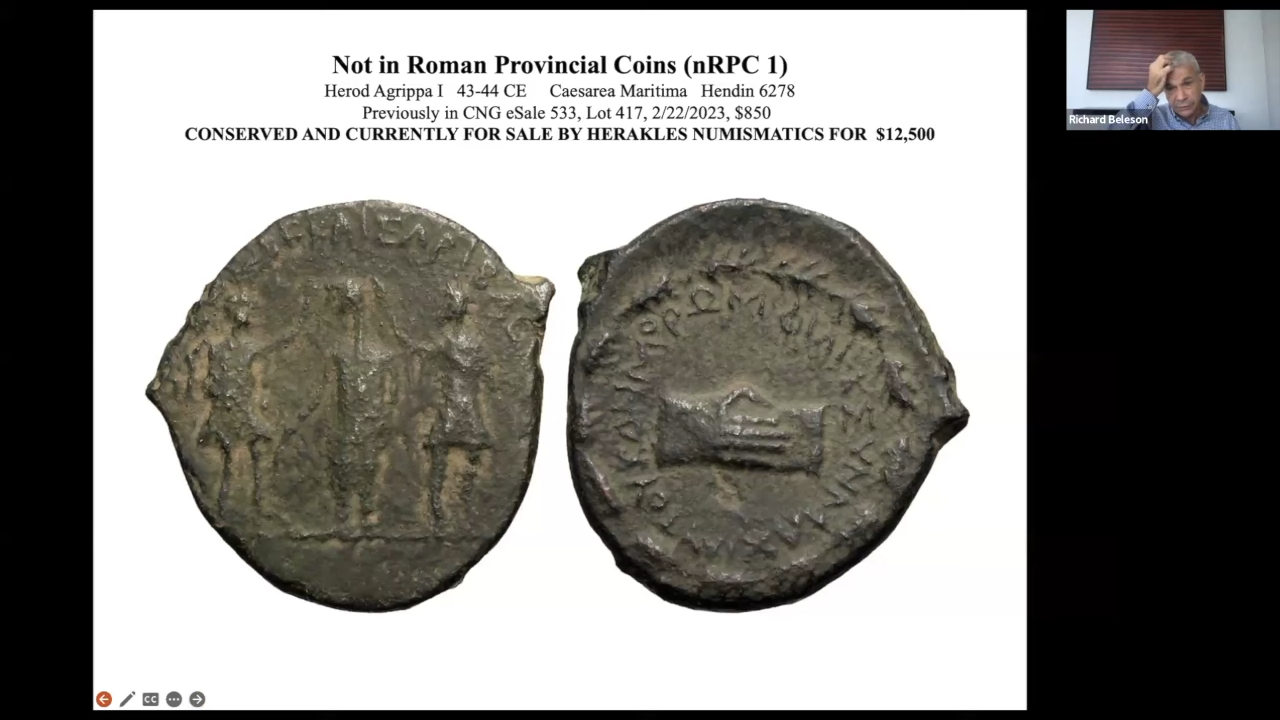 Not in Roman Provincial Coins (nRPC 1)
Herod Agrippa I 43-44 CE Caesarea Maritima Hendin 6278
Previously in CNG eSale 533, Lot 417, 2/22/2023, $850
CONSERVED AND CURRENTLY FOR SALE BY HERAKLES NUMISMATICS FOR $12,500
Richard Beleson
CC